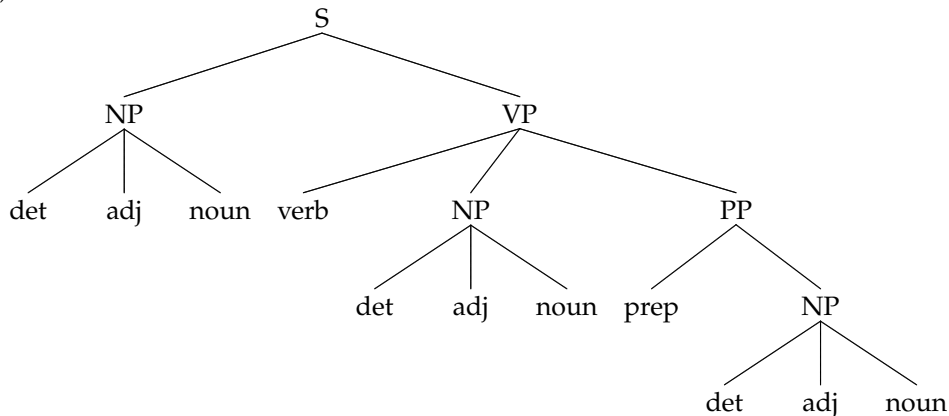 S
NP VP
det adj noun verb NP PP
det adj noun prep NP
det adj noun